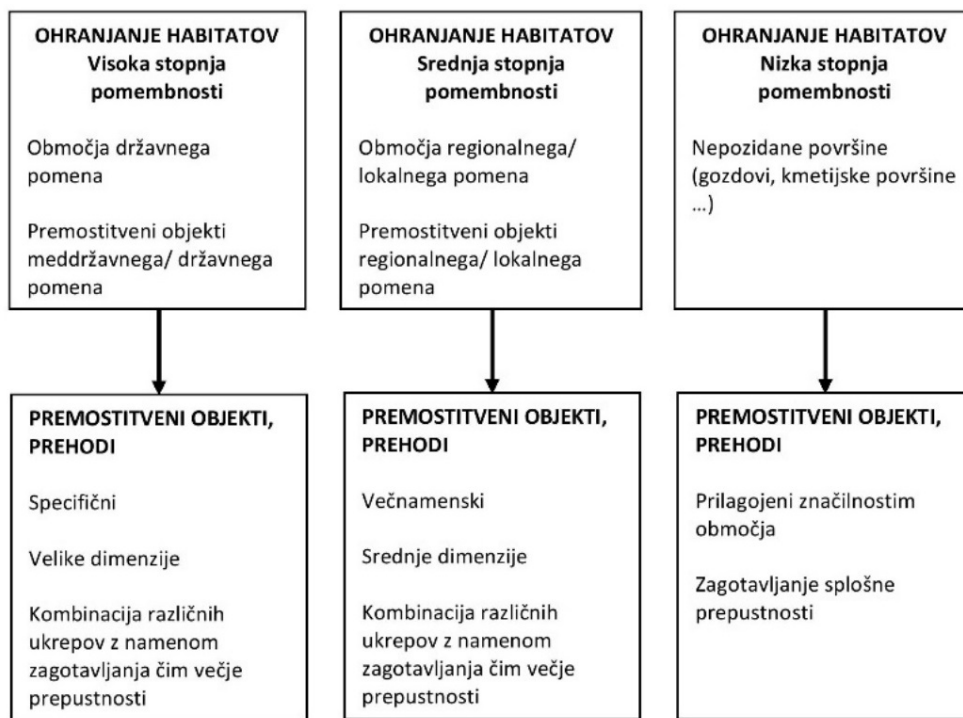 OHRANJANJE HABITATOV
Visoka stopnja
pomembnosti
Območja državnega
pomena
Premostitveni objekti
meddržavnega/ državnega
pomena
OHRANJANJE HABITATOV
Srednja stopnja
pomembnosti
Območja regionalnega/
lokalnega pomena
Premostitveni objekti
regionalnega/ lokalnega
pomena
OHRANJANJE HABITATOV
Nizka stopnja
pomembnosti
Nepozidane površine
(gozdovi, kmetijske površine
...)
PREMOSTITVENI OBJEKTI,
PREHODI
Specifični
Velike dimenzije
Kombinacija različnih
ukrepov z namenom
zagotavljanja čim večje
prepustnosti
PREMOSTITVENI OBJEKTI,
PREHODI
Večnamenski
Srednje dimenzije
Kombinacija različnih
ukrepov z namenom
zagotavljanja čim večje
prepustnosti
PREMOSTITVENI OBJEKTI,
PREHODI
Prilagojeni značilnostim
območja
Zagotavljanje splošne
prepustnosti